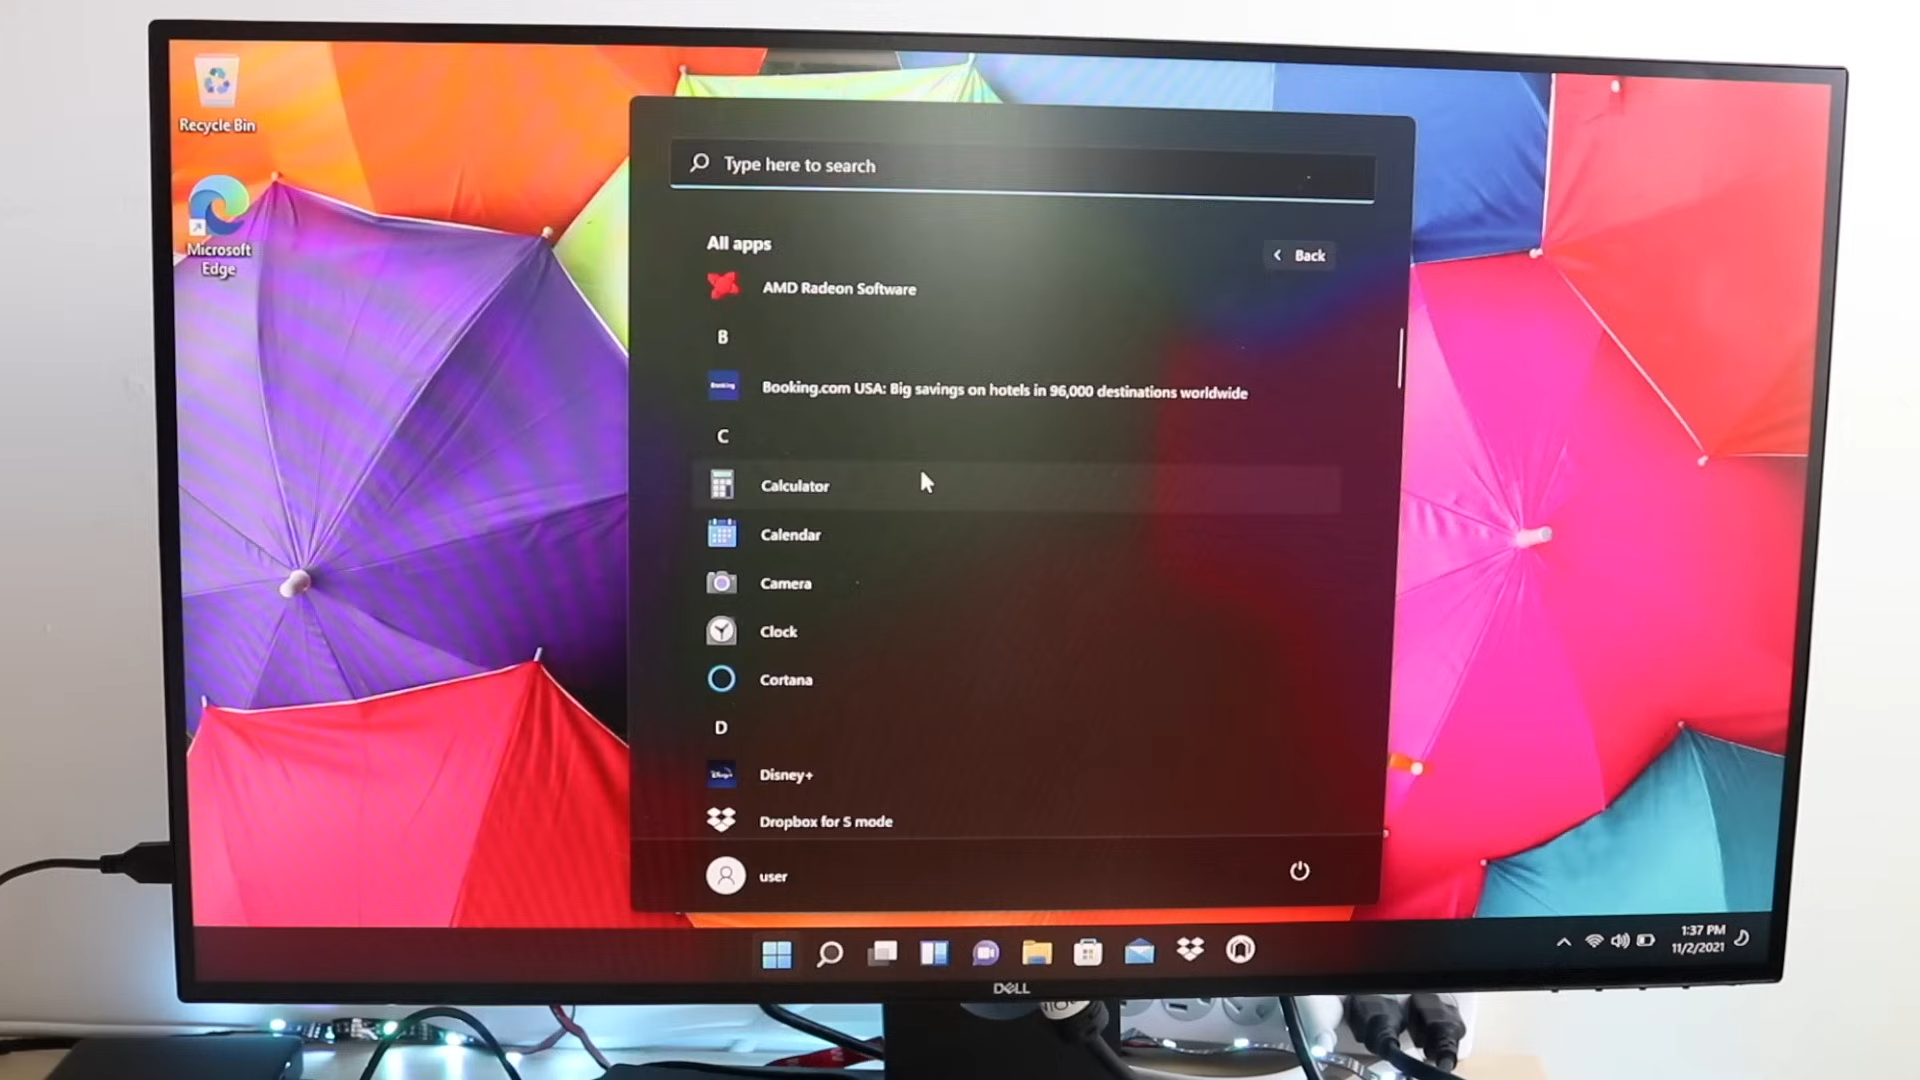 Recycle Bin
Microsoft
Edge
Type here to search
All apps
Back
AMD Radeon Software
B
Booking
Booking.com USA: Big savings on hotels in 96,000 destinations worldwide
C
Calculator
Calendar
Camera
Clock
Cortana
D
Disney+
Disney+
Dropbox for S mode
user
1:37 PM
11/2/2021
DELL